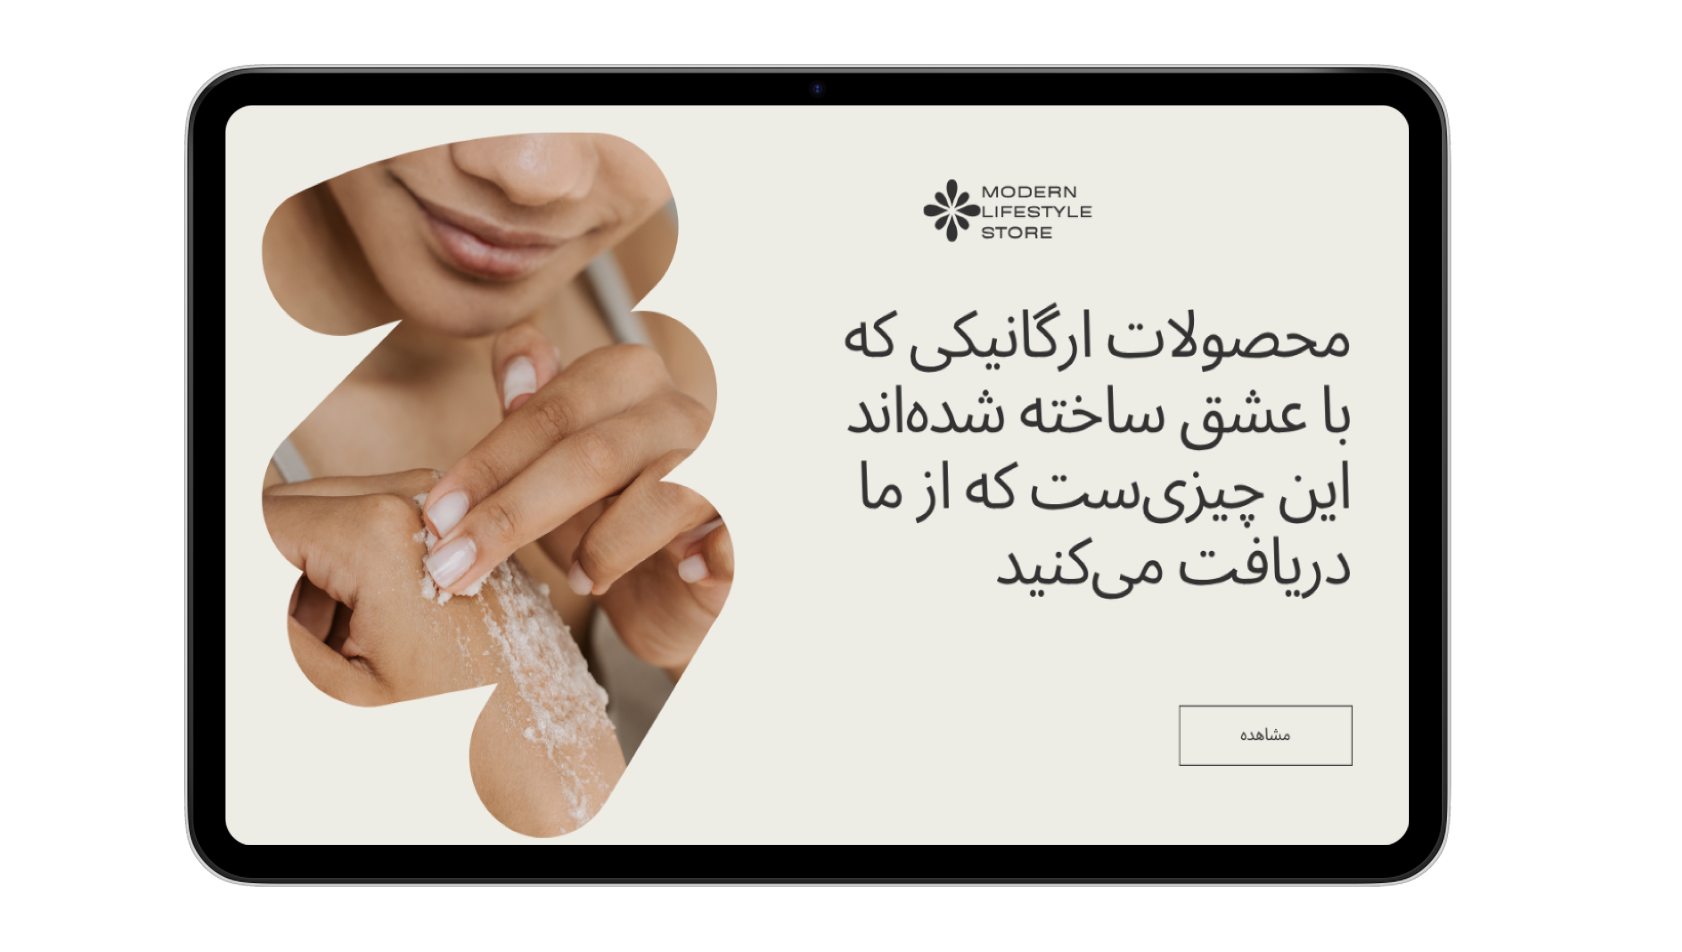 MODERN
LIFESTYLE
STORE
محصولات ارگانیکی که
با عشق ساخته شده‌اند
این چیزی‌ست که از ما
دریافت می‌کنید
مشاهده